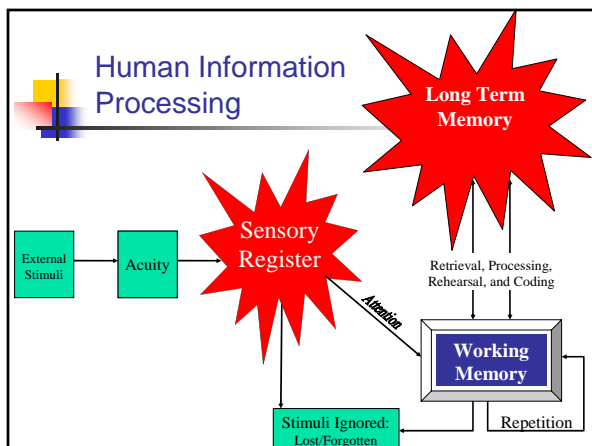 Human Information
Processing
Long Term
Memory
Sensory
Register
External
Stimuli
Acuity
Retrieval, Processing,
Rehearsal, and Coding
Attention
Working
Memory
Stimuli Ignored:
Lost/Forgotten
Repetition